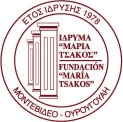 ΕΤΟΣ ΙΔΡΥΣΗΣ 1978
ΙΔΡΥΜΑ
"ΜΑΡΙΑ
ΤΣΑΚΟΣ"
FUNDACIÓN
"MARÍA
TSAKOS"
ΜΟΝΤΕΒΙΔΕΟ - ΟΥΡΟΥΓΟΥΑΗ